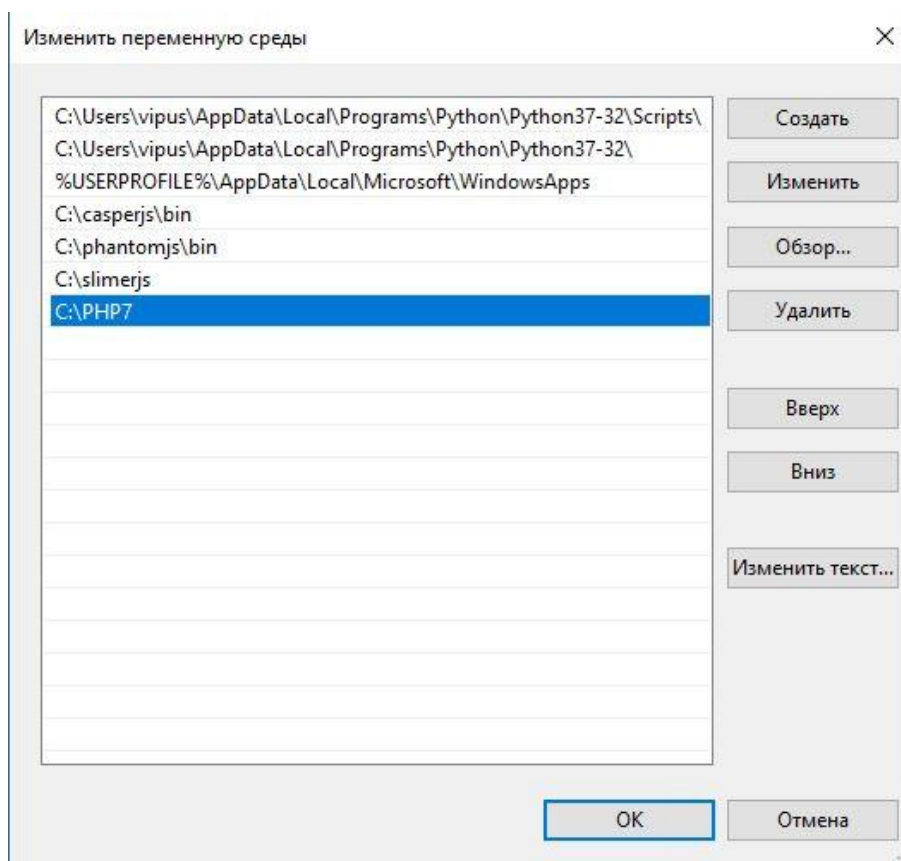 Изменить переменную среды
C:\Users\vipus\AppData\Local\Programs\Python\Python37-32\Scripts\
C:\Users\vipus\AppData\Local\Programs\Python\Python37-32\
%USERPROFILE%\AppData\Local\Microsoft\WindowsApps
C:\casperjs\bin
C:\phantomjs\bin
C:\slimerjs
C:\PHP7
Создать
Изменить
Обзор...
Удалить
Вверх
Вниз
Изменить текст...
ОК
Отмена